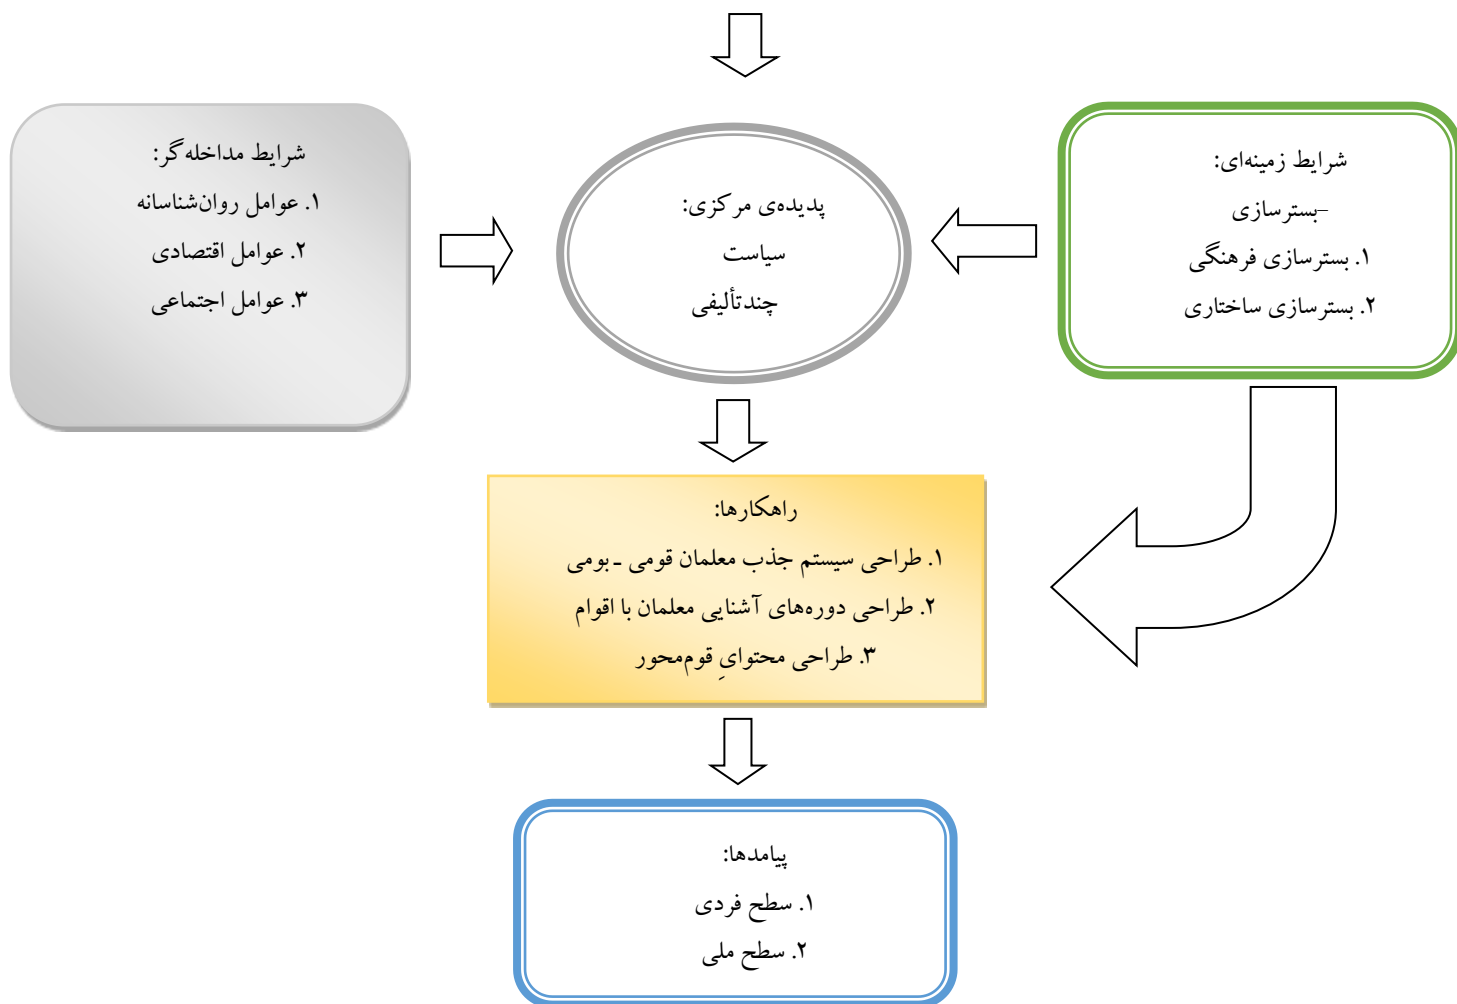 شرایط زمینه‌ای:
–بسترسازی
۱. بسترسازی فرهنگی
۲. بسترسازی ساختاری
پدیده‌ی مرکزی:
سیاست
چندتألیفی
شرایط مداخله‌گر:
۱. عوامل روان‌شناسانه
۲. عوامل اقتصادی
۳. عوامل اجتماعی
راهکارها:
۱. طراحی سیستم جذب معلمان قومی ـ بومی
۲. طراحی دوره‌های آشنایی معلمان با اقوام
۳. طراحی محتوایِ قوم‌محور
پیامدها:
۱. سطح فردی
۲. سطح ملی